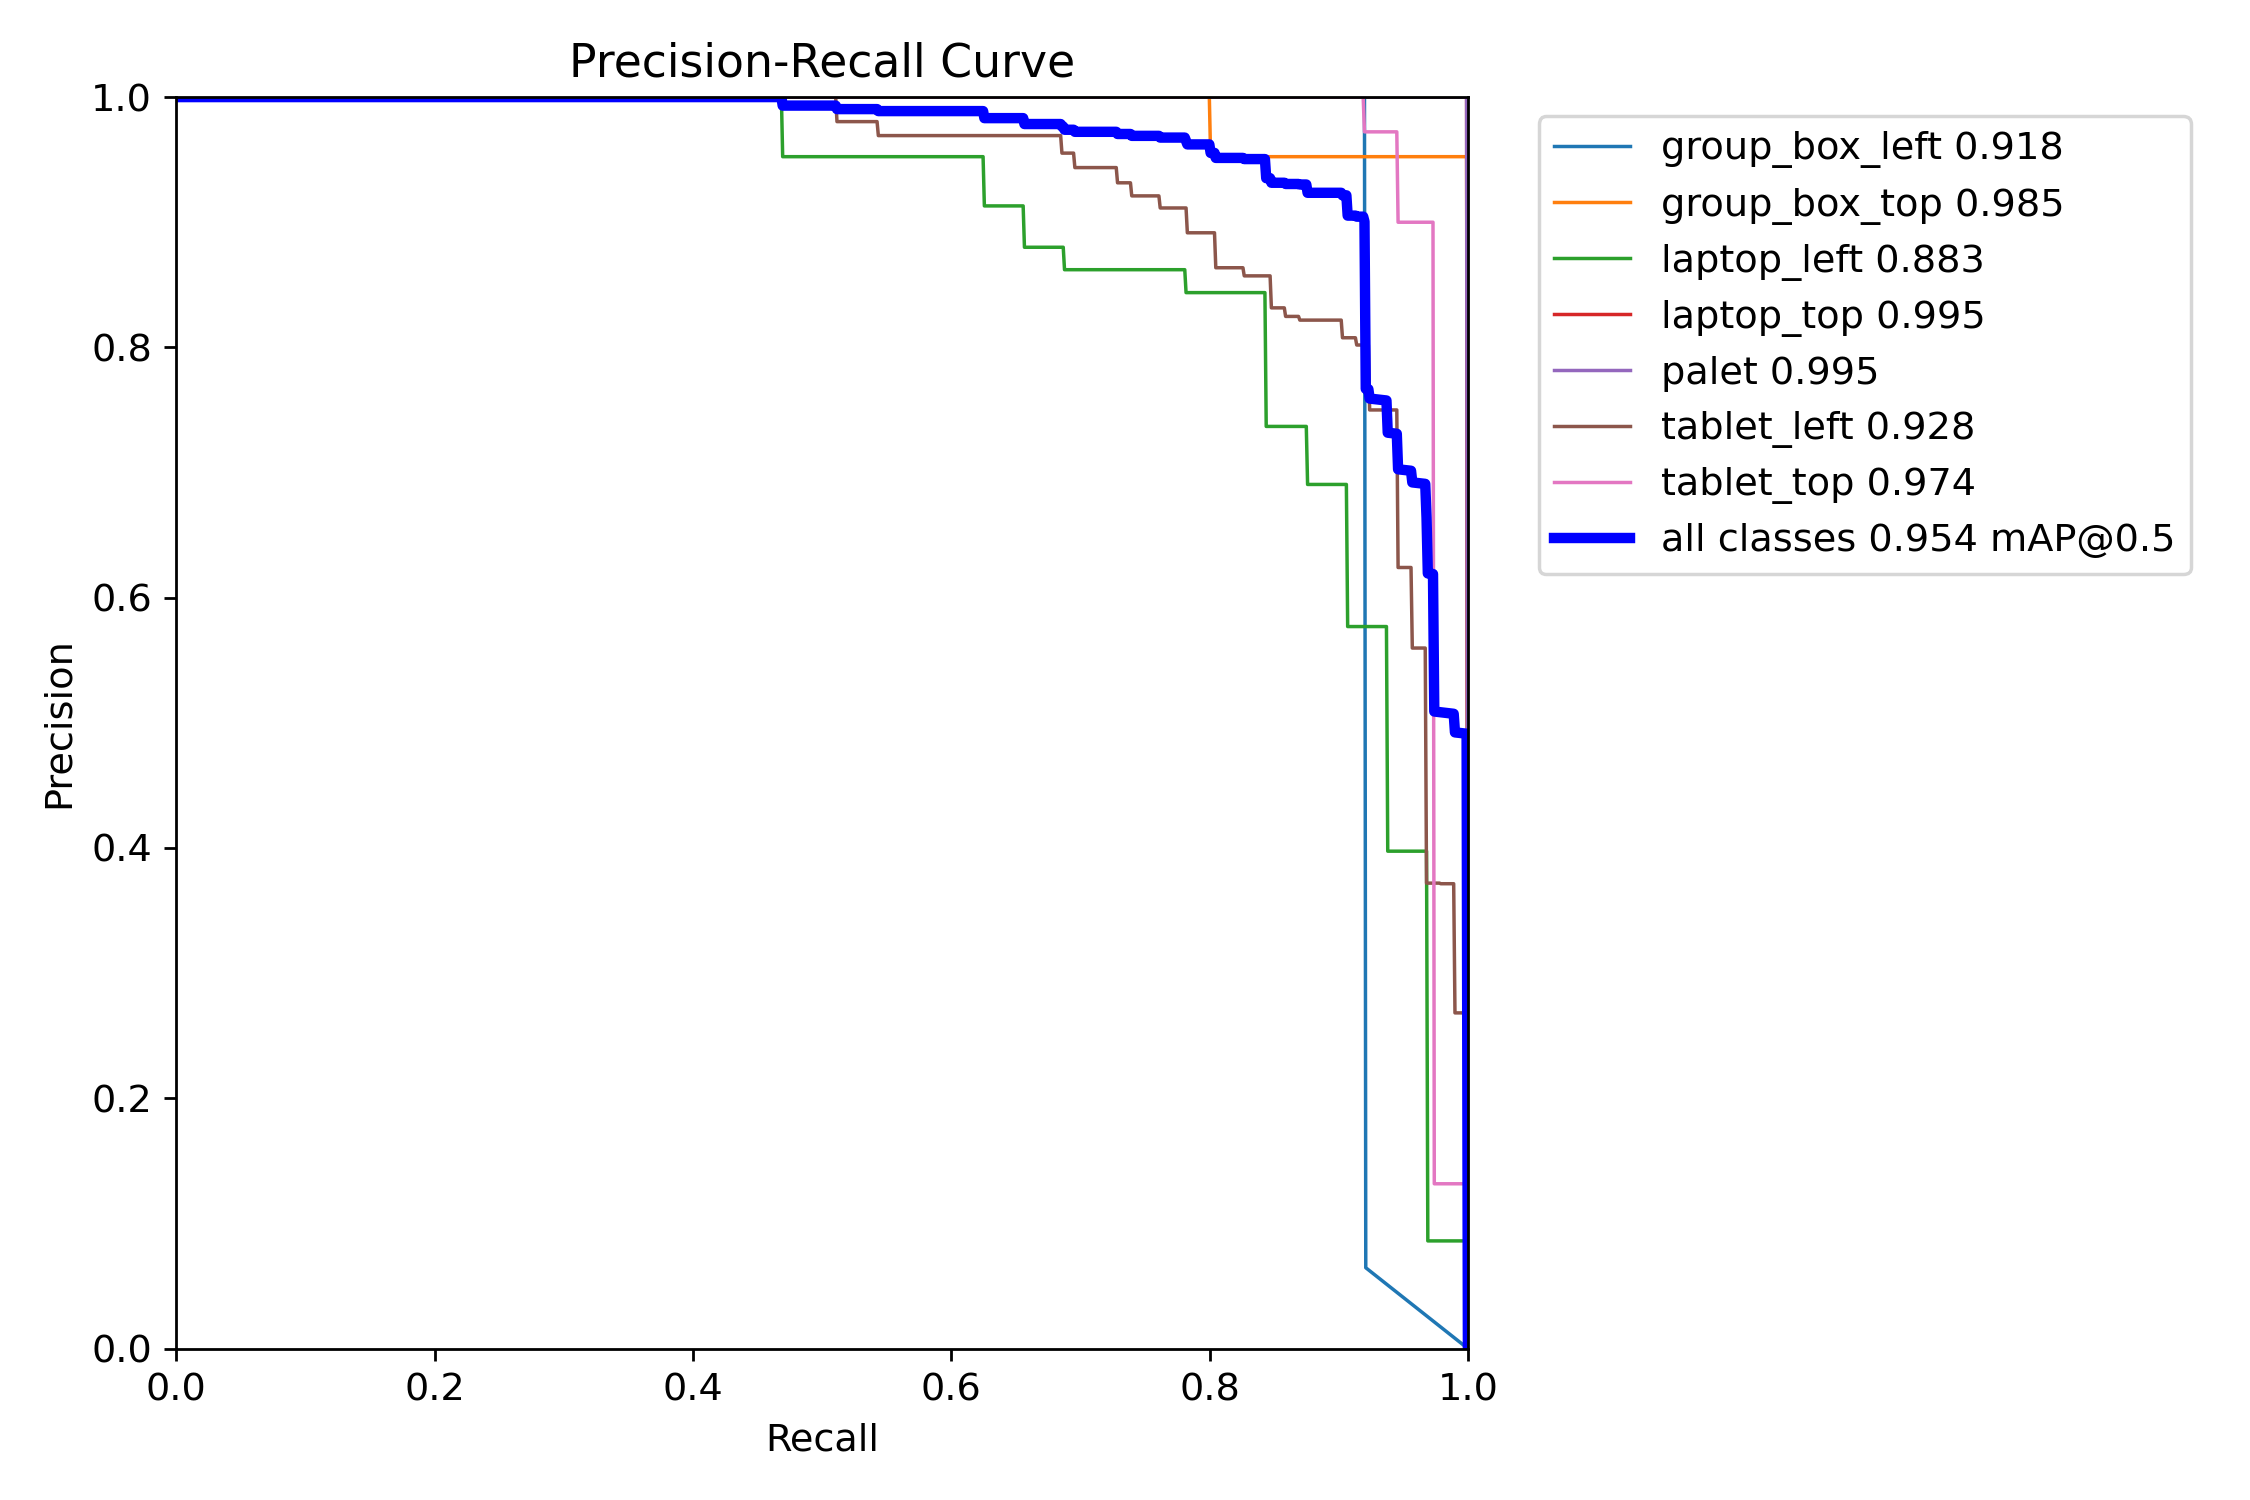 Precision-Recall Curve
1.0
0.8
0.6
0.4
0.2
0.0
Precision
0.0 0.2 0.4 0.6 0.8 1.0
Recall
group_box_left 0.918
group_box_top 0.985
laptop_left 0.883
laptop_top 0.995
palet 0.995
tablet_left 0.928
tablet_top 0.974
all classes 0.954 mAP@0.5